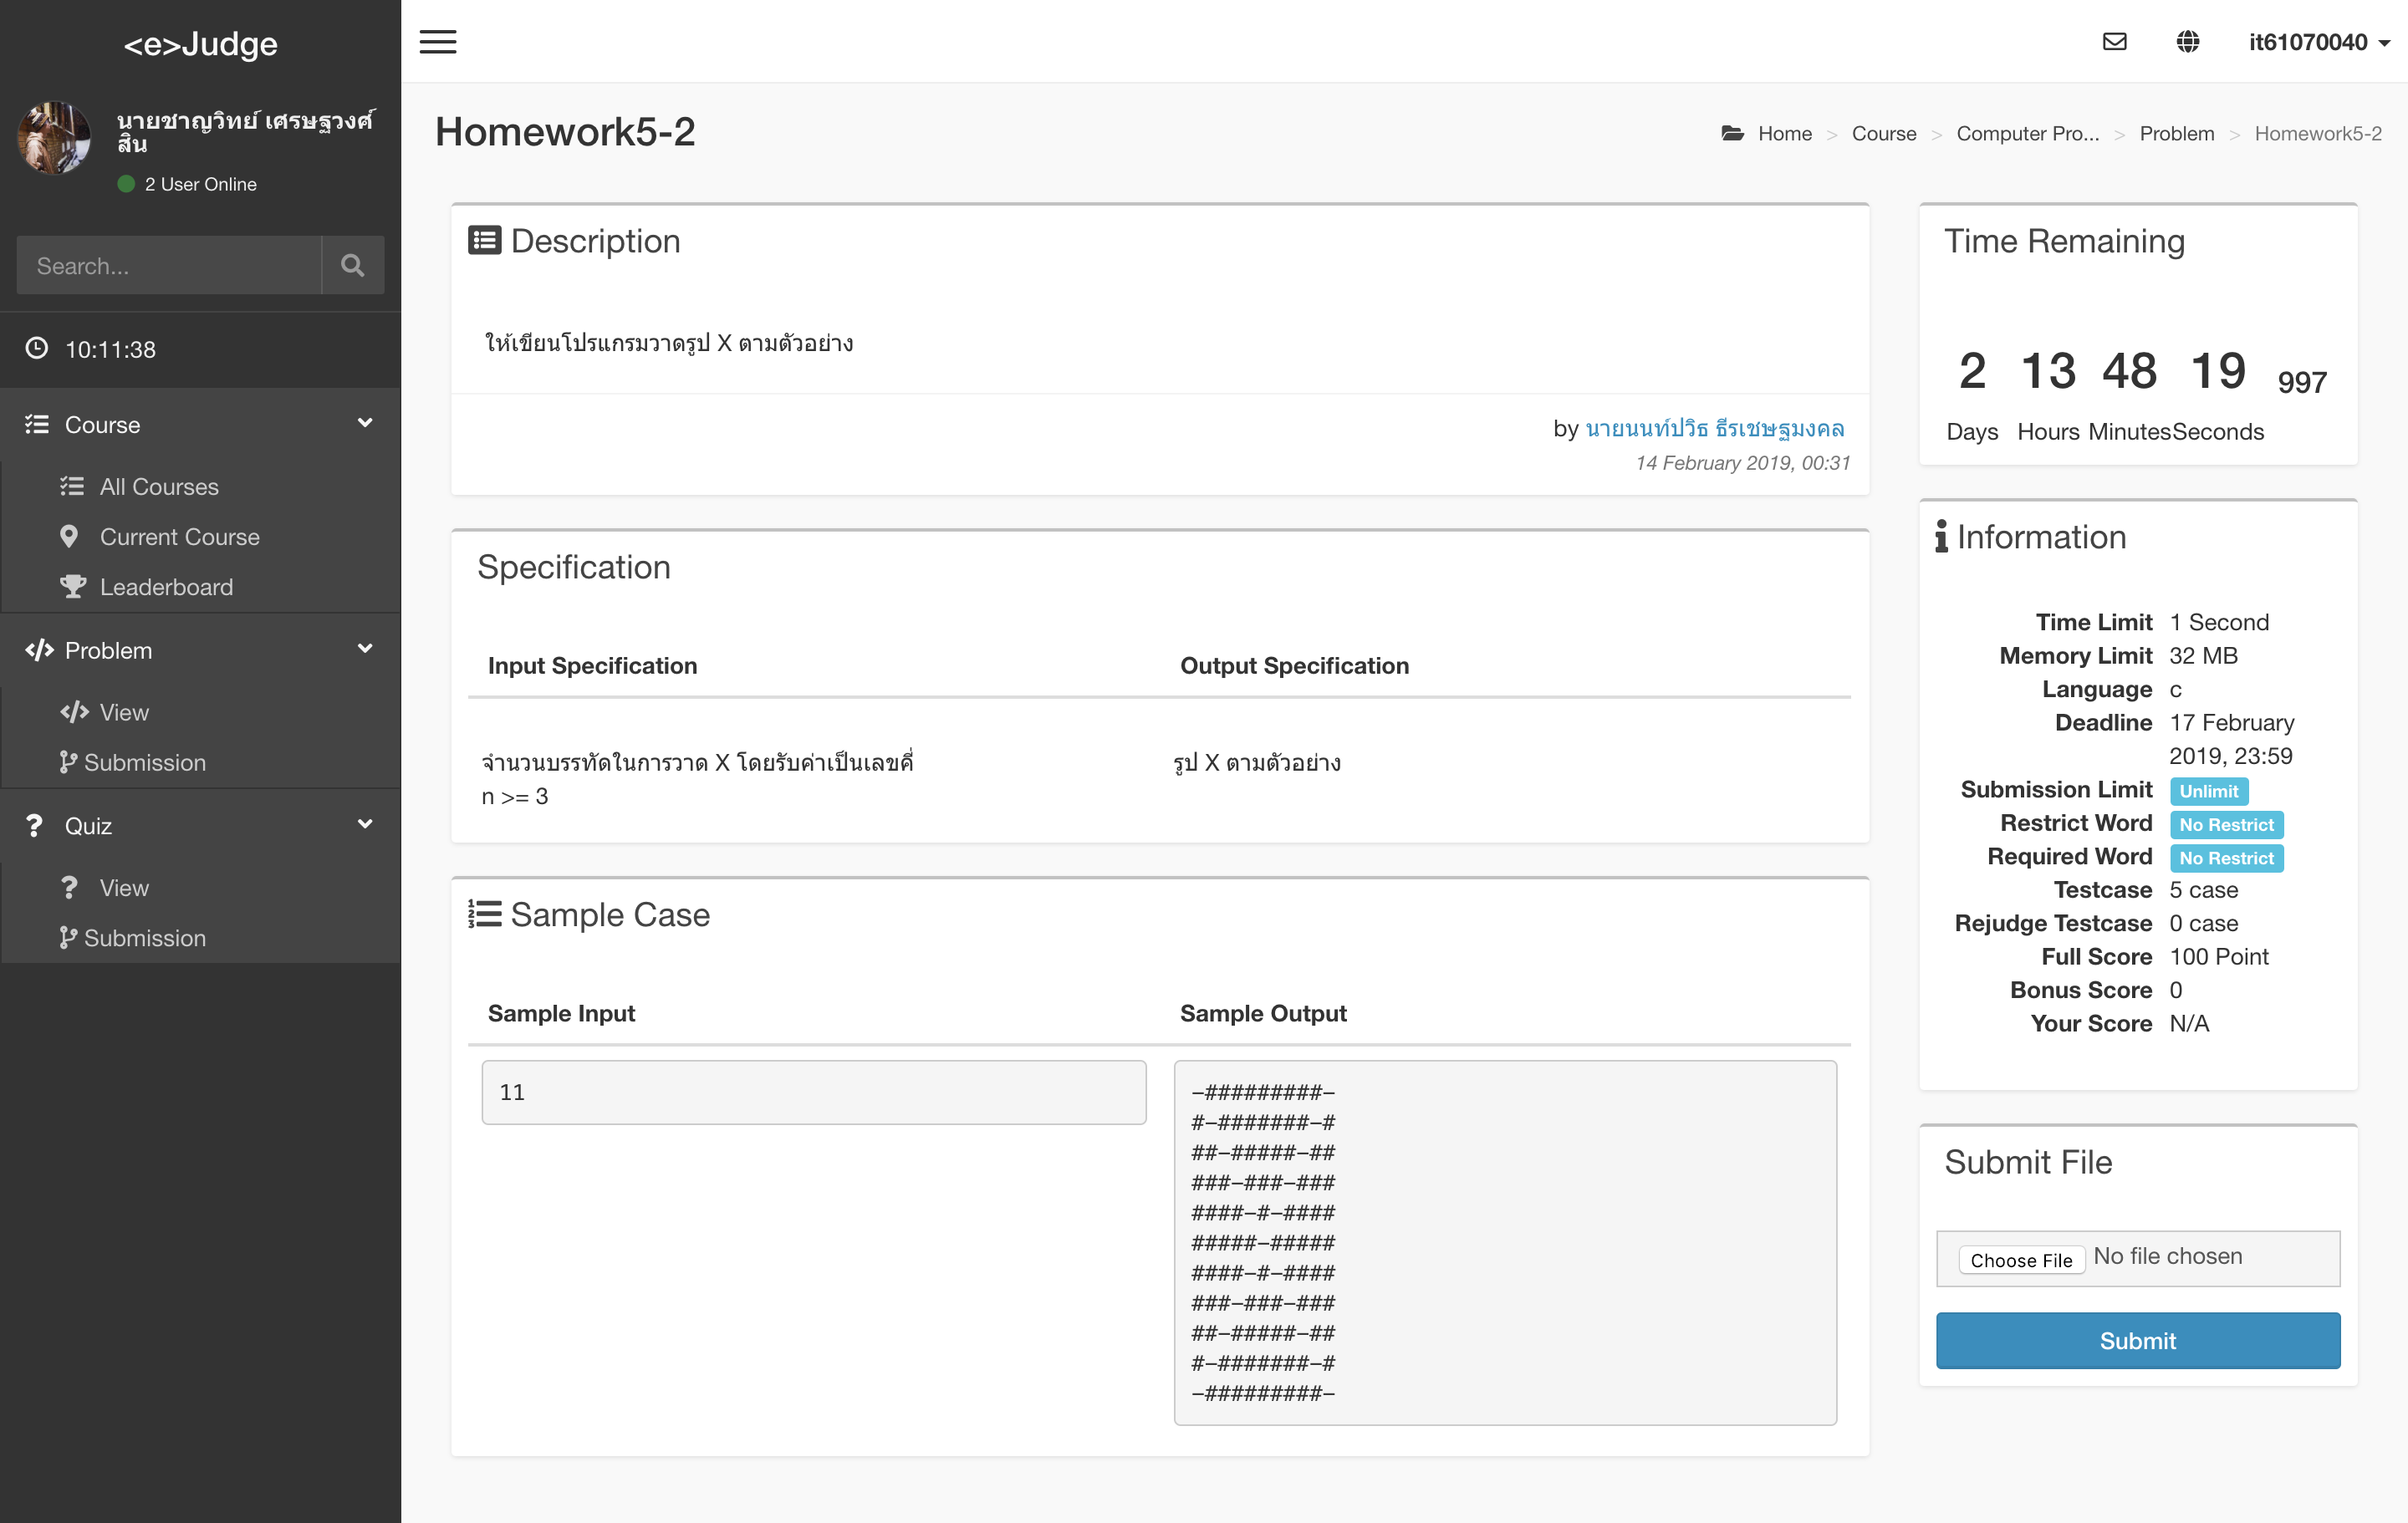 <e>Judge
นายชาญวิทย์ เศรษฐวงศ์
สิน
2 User Online
Search...
10:11:38
Course
All Courses
Current Course
Leaderboard
Problem
View
Submission
Quiz
View
Submission
it61070040
Homework5-2
Home > Course > Computer Pro... > Problem > Homework5-2
Description
ให้เขียนโปรแกรมวาดรูป X ตามตัวอย่าง
by นายนนท์ปวิธ ธีรเชษฐมงคล
14 February 2019, 00:31
Specification
Input Specification
Output Specification
จำนวนบรรทัดในการวาด X โดยรับค่าเป็นเลขคี่
n >= 3
รูป X ตามตัวอย่าง
1
2
3
Sample Case
Sample Input
Sample Output
11
-#########-
#-#######-#
##-#####-##
###-###-###
####-#-####
#####-#####
####-#-####
###-###-###
##-#####-##
#-#######-#
-#########-
Time Remaining
2 13 48 19 997
Days Hours Minutes Seconds
Information
Time Limit 1 Second
Memory Limit 32 MB
Language c
Deadline 17 February
2019, 23:59
Submission Limit Unlimit
Restrict Word No Restrict
Required Word No Restrict
Testcase 5 case
Rejudge Testcase 0 case
Full Score 100 Point
Bonus Score 0
Your Score N/A
Submit File
Choose File No file chosen
Submit